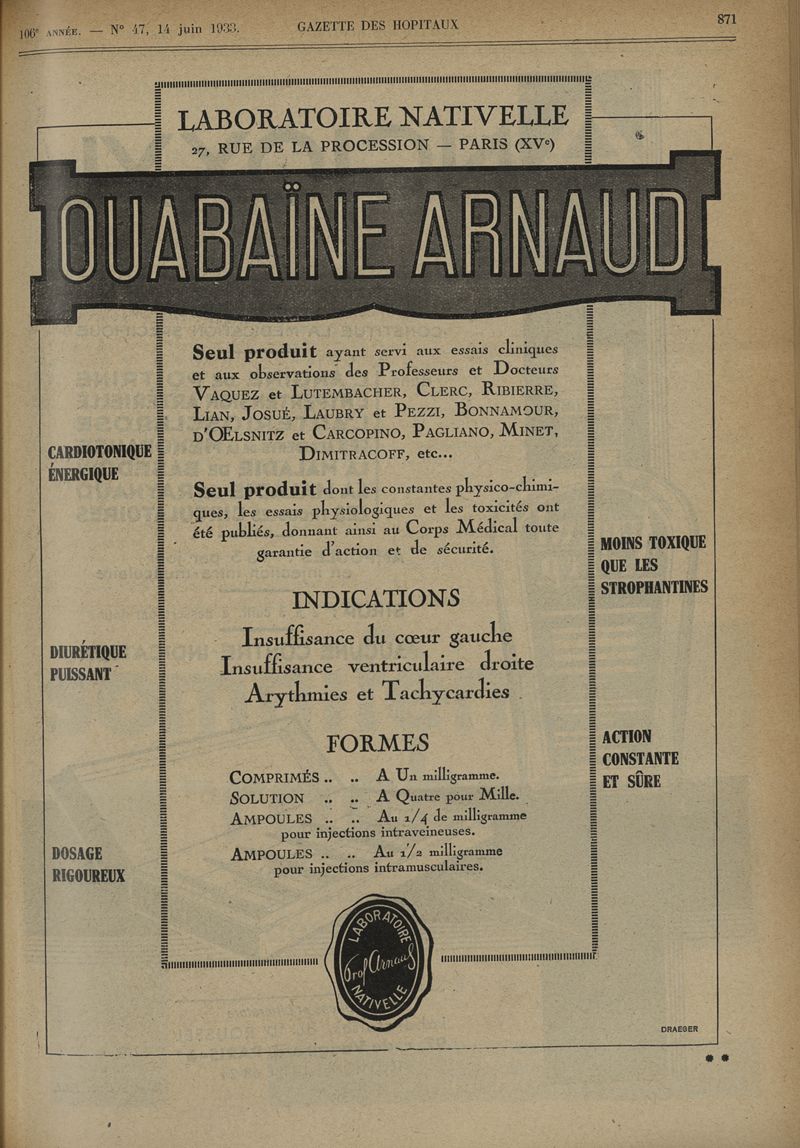 106e ANNÉE. — N° 47, 14 juin 1933.
GAZETTE DES HOPITAUX
871
LABORATOIRE NATIVELLE
27, RUE DE LA PROCESSION — PARIS (XVe)
OUABAÏNE ARNAUD
Seul produit ayant servi aux essais cliniques
et aux observations des Professeurs et Docteurs
VAQUEZ et LUTEMBACHER, CLERC, RIBIERRE,
LIAN, JOSUÉ, LAUBRY et PEZZI, BONNAMOUR,
D'ŒLSNITZ et CARCOPINO, PAGLIANO, MINET,
DIMITRACOFF, etc...
Seul produit dont les constantes physico-chimi-
ques, les essais physiologiques et les toxicités ont
été publiés, donnant ainsi au Corps Médical toute
garantie d'action et de sécurité.
CARDIOTONIQUE
ÉNERGIQUE
MOINS TOXIQUE
QUE LES
STROPHANTINES
INDICATIONS
Insuffisance du cœur gauche
Insuffisance ventriculaire droite
Arythmies et Tachycardies
DIURÉTIQUE
PUISSANT
FORMES
COMPRIMÉS .. .. A Un milligramme.
SOLUTION .. .. A Quatre pour Mille.
AMPOULES .. .. Au 1/4 de milligramme
pour injections intraveineuses.
AMPOULES .. .. Au 1/2 milligramme
pour injections intramusculaires.
ACTION
CONSTANTE
ET SÛRE
DOSAGE
RIGOUREUX
LABORATOIRE
Prof Arnaud
NATIVELLE
DRAEGER